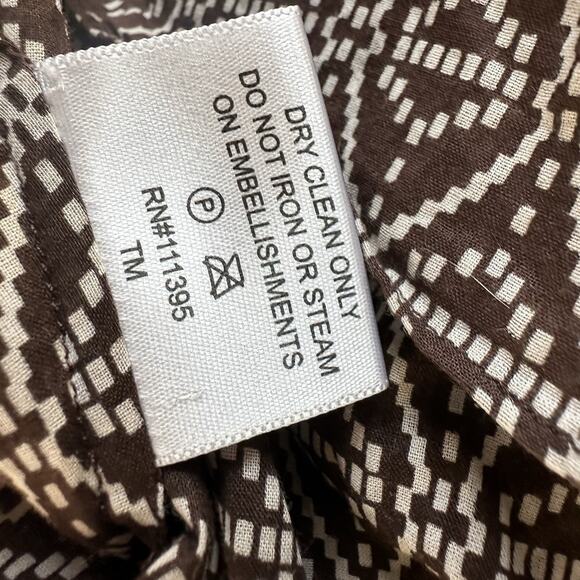 DRY CLEAN ONLY
DO NOT IRON OR STEAM
ON EMBELLISHMENTS
P
RN#111395
TM